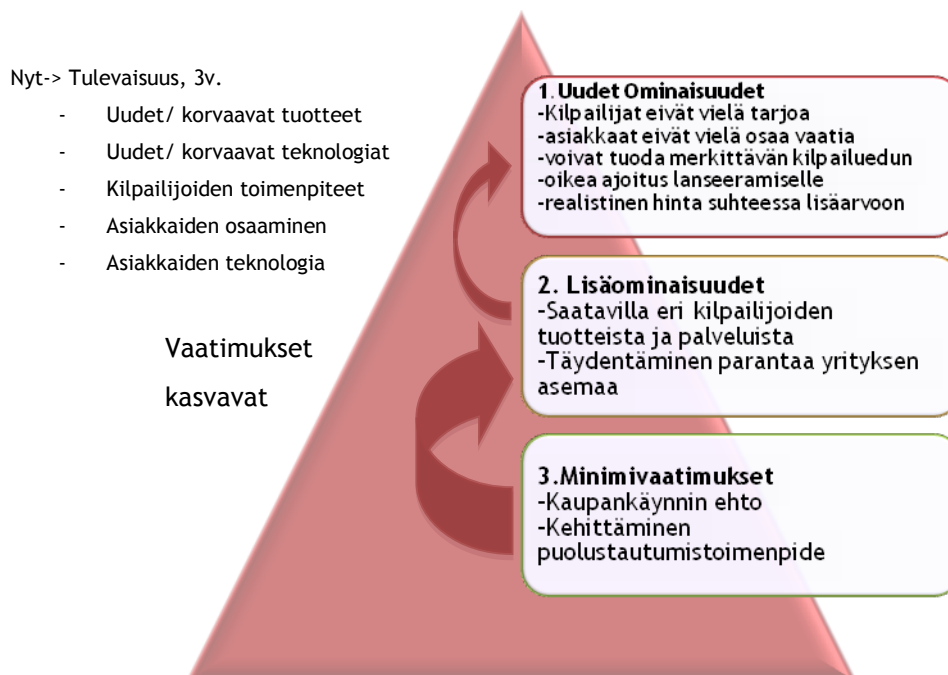 Nyt-> Tulevaisuus, 3v.
- Uudet/ korvaavat tuotteet
- Uudet/ korvaavat teknologiat
- Kilpailijoiden toimenpiteet
- Asiakkaiden osaaminen
- Asiakkaiden teknologia
Vaatimukset
kasvavat
1.Uudet Ominaisuudet
-Kilpailijat eivät vielä tarjoa
-asiakkaat eivät vielä osaa vaatia
-voivat tuoda merkittävän kilpailuedun
-oikea ajoitus lanseeramiselle
-realistinen hinta suhteessa lisäarvoon
2. Lisäominaisuudet
-Saatavilla eri kilpailijoiden
tuotteista ja palveluista
-Täydentäminen parantaa yrityksen
asemaa
3.Minimivaatimukset
-Kaupankäynnin ehto
-Kehittäminen
puolustautumistoimenpide